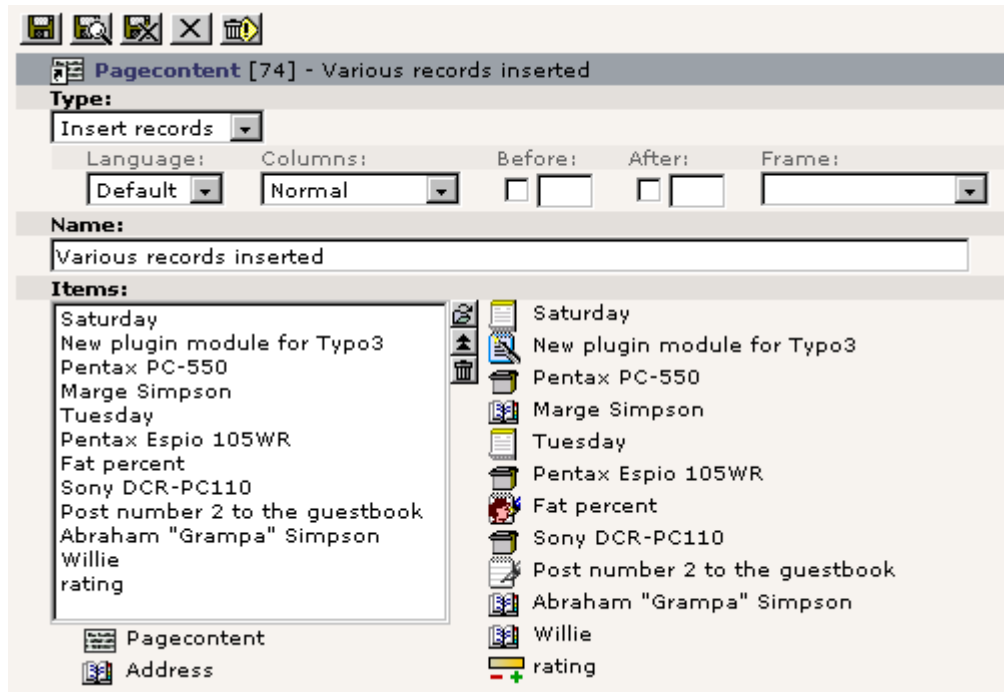 Pagecontent [74] - Various records inserted
Type:
Insert records
Language: Columns: Before: After: Frame:
Default Normal
Name:
Various records inserted
Items:
Saturday
New plugin module for Typo3
Pentax PC-550
Marge Simpson
Tuesday
Pentax Espio 105WR
Fat percent
Sony DCR-PC110
Post number 2 to the guestbook
Abraham "Grampa" Simpson
Willie
rating
Saturday
New plugin module for Typo3
Pentax PC-550
Marge Simpson
Tuesday
Pentax Espio 105WR
Fat percent
Sony DCR-PC110
Post number 2 to the guestbook
Abraham "Grampa" Simpson
Willie
rating
Pagecontent
Address